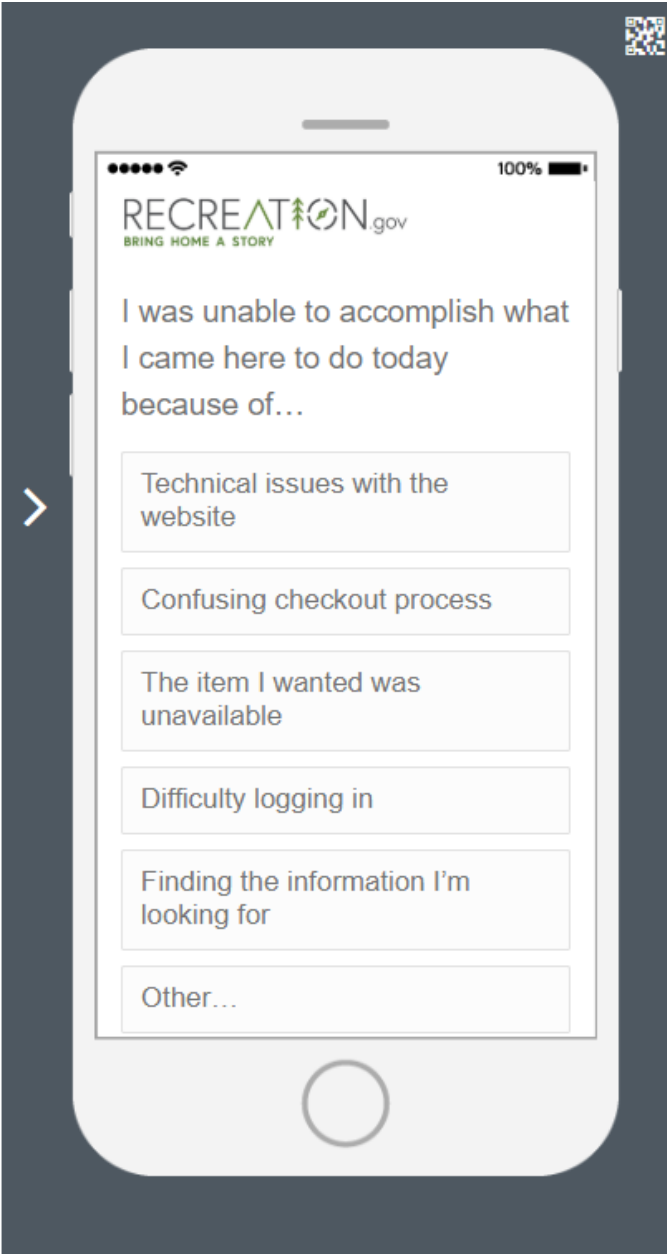 100%
RECREATION.gov
BRING HOME A STORY
I was unable to accomplish what
I came here to do today
because of…
Technical issues with the
website
Confusing checkout process
The item I wanted was
unavailable
Difficulty logging in
Finding the information I’m
looking for
Other…